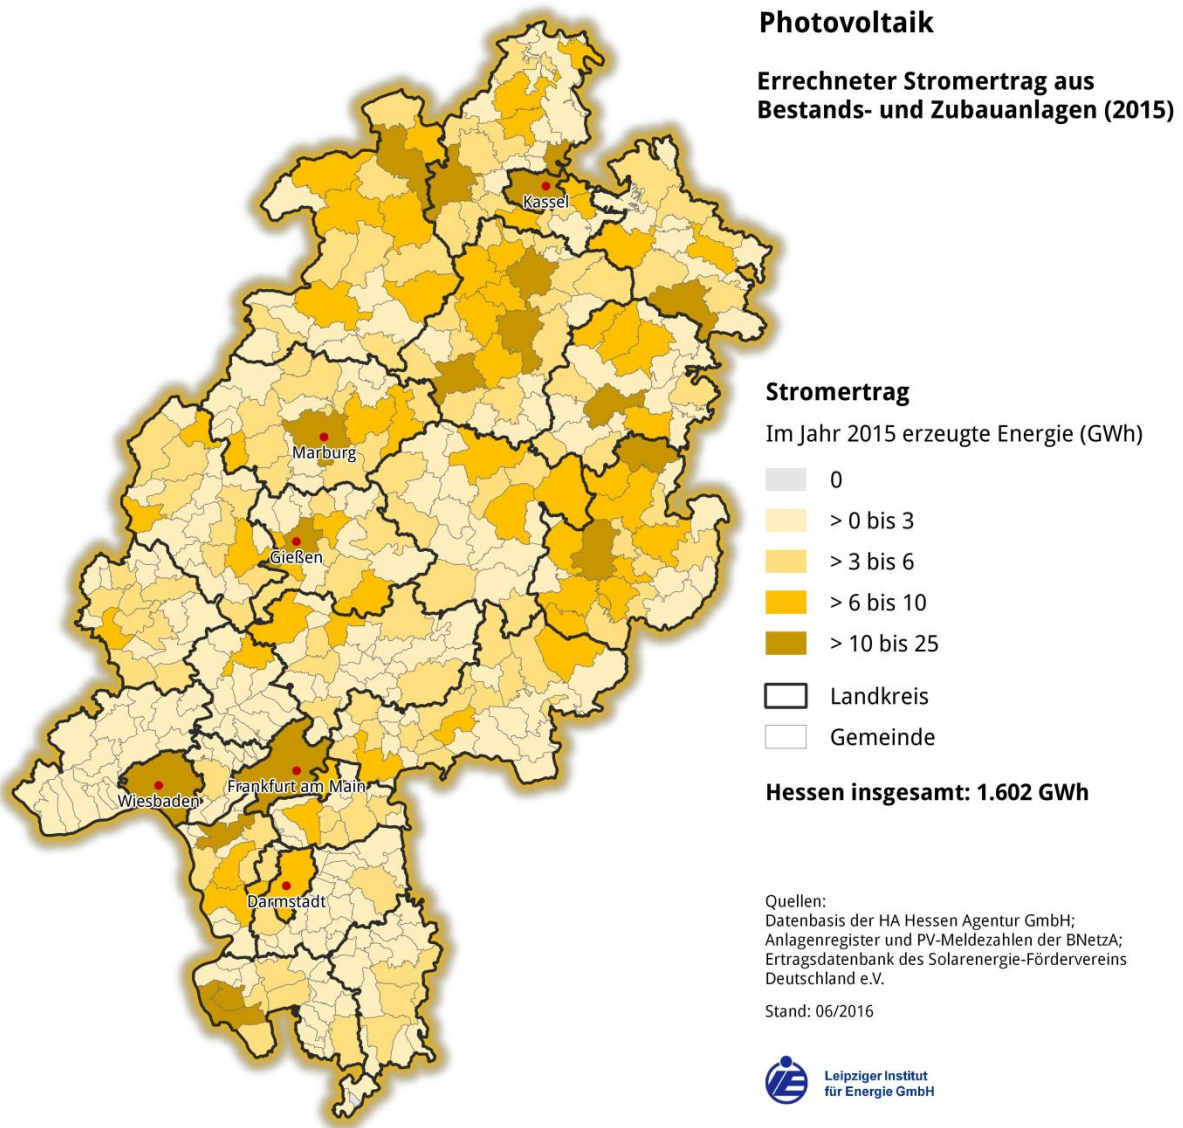 Photovoltaik
Errechneter Stromertrag aus
Bestands- und Zubauanlagen (2015)
Kassel
Marburg
Gießen
Frankfurt am Main
Wiesbaden
Darmstadt
Stromertrag
Im Jahr 2015 erzeugte Energie (GWh)
0
> 0 bis 3
> 3 bis 6
> 6 bis 10
> 10 bis 25
Landkreis
Gemeinde
Hessen insgesamt: 1.602 GWh
Quellen:
Datenbasis der HA Hessen Agentur GmbH;
Anlagenregister und PV-Meldezahlen der BNetzA;
Ertragsdatenbank des Solarenergie-Fördervereins
Deutschland e.V.
Stand: 06/2016
Leipziger Institut
für Energie GmbH